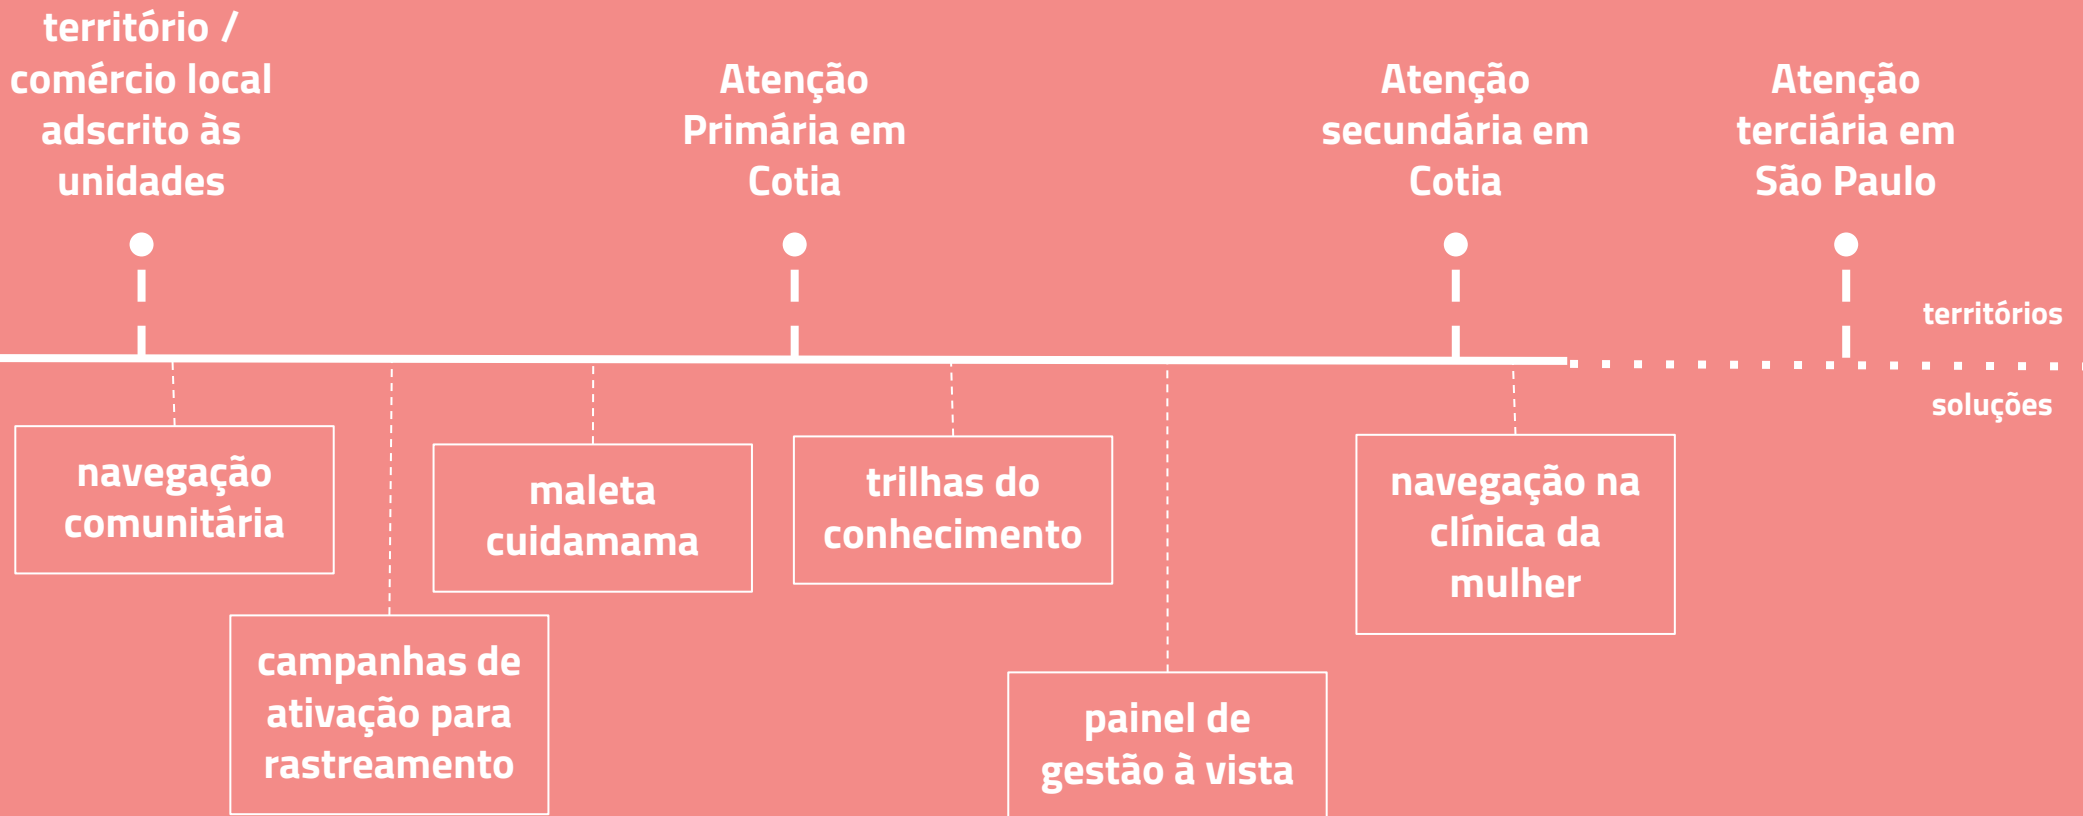 território /
comércio local
adscrito às
unidades
Atenção
Primária em
Cotia
Atenção
secundária em
Cotia
Atenção
terciária em
São Paulo
territórios
soluções
navegação
comunitária
campanhas de
ativação para
rastreamento
maleta
cuidamama
trilhas do
conhecimento
painel de
gestão à vista
navegação na
clínica da
mulher